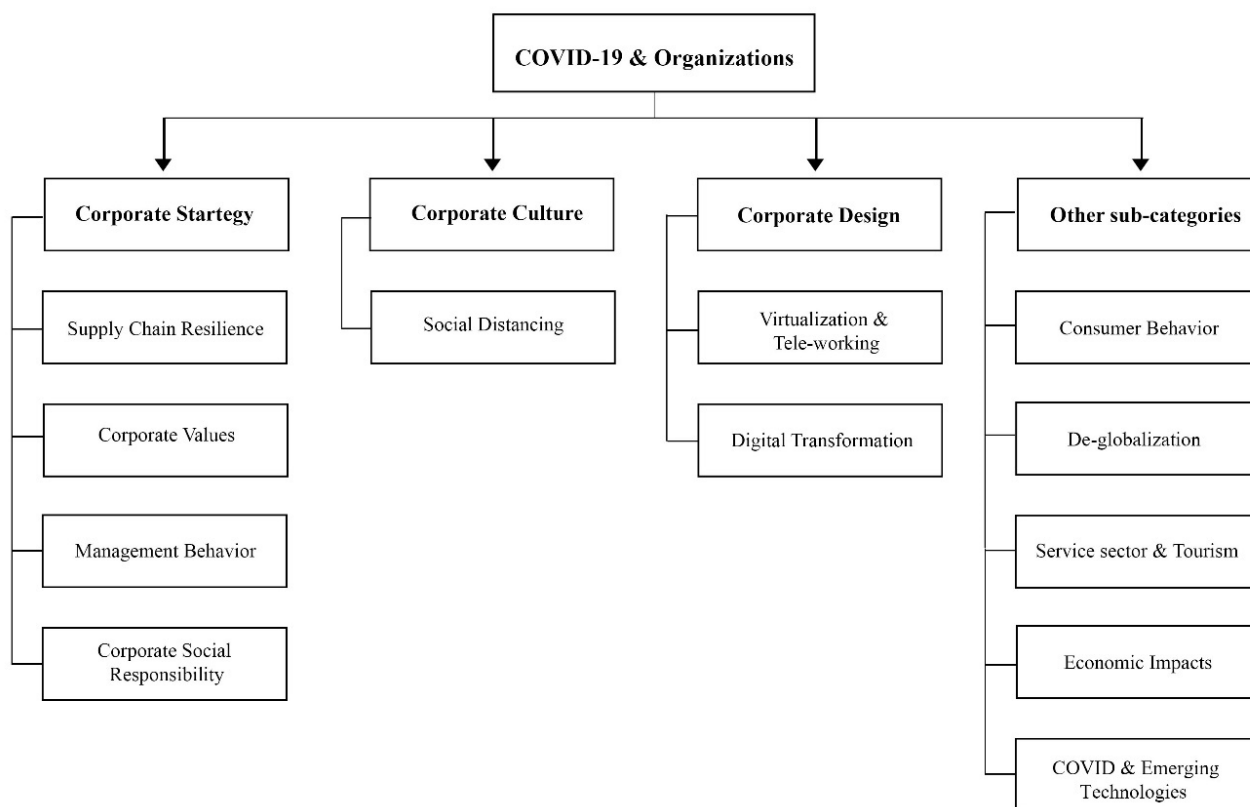 COVID-19 & Organizations
Corporate Startegy
Supply Chain Resilience
Corporate Values
Management Behavior
Corporate Social
Responsibility
Corporate Culture
Social Distancing
Corporate Design
Virtualization &
Tele-working
Digital Transformation
Other sub-categories
Consumer Behavior
De-globalization
Service sector & Tourism
Economic Impacts
COVID & Emerging
Technologies